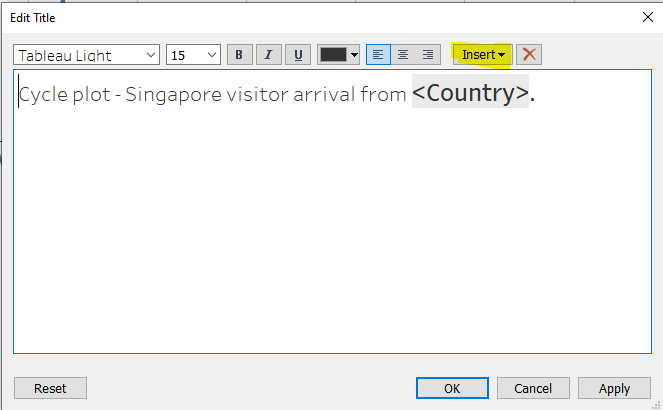 Edit Title
Tableau Light 15 B I U Insert
Cycle plot - Singapore visitor arrival from <Country>.
Reset OK Cancel Apply